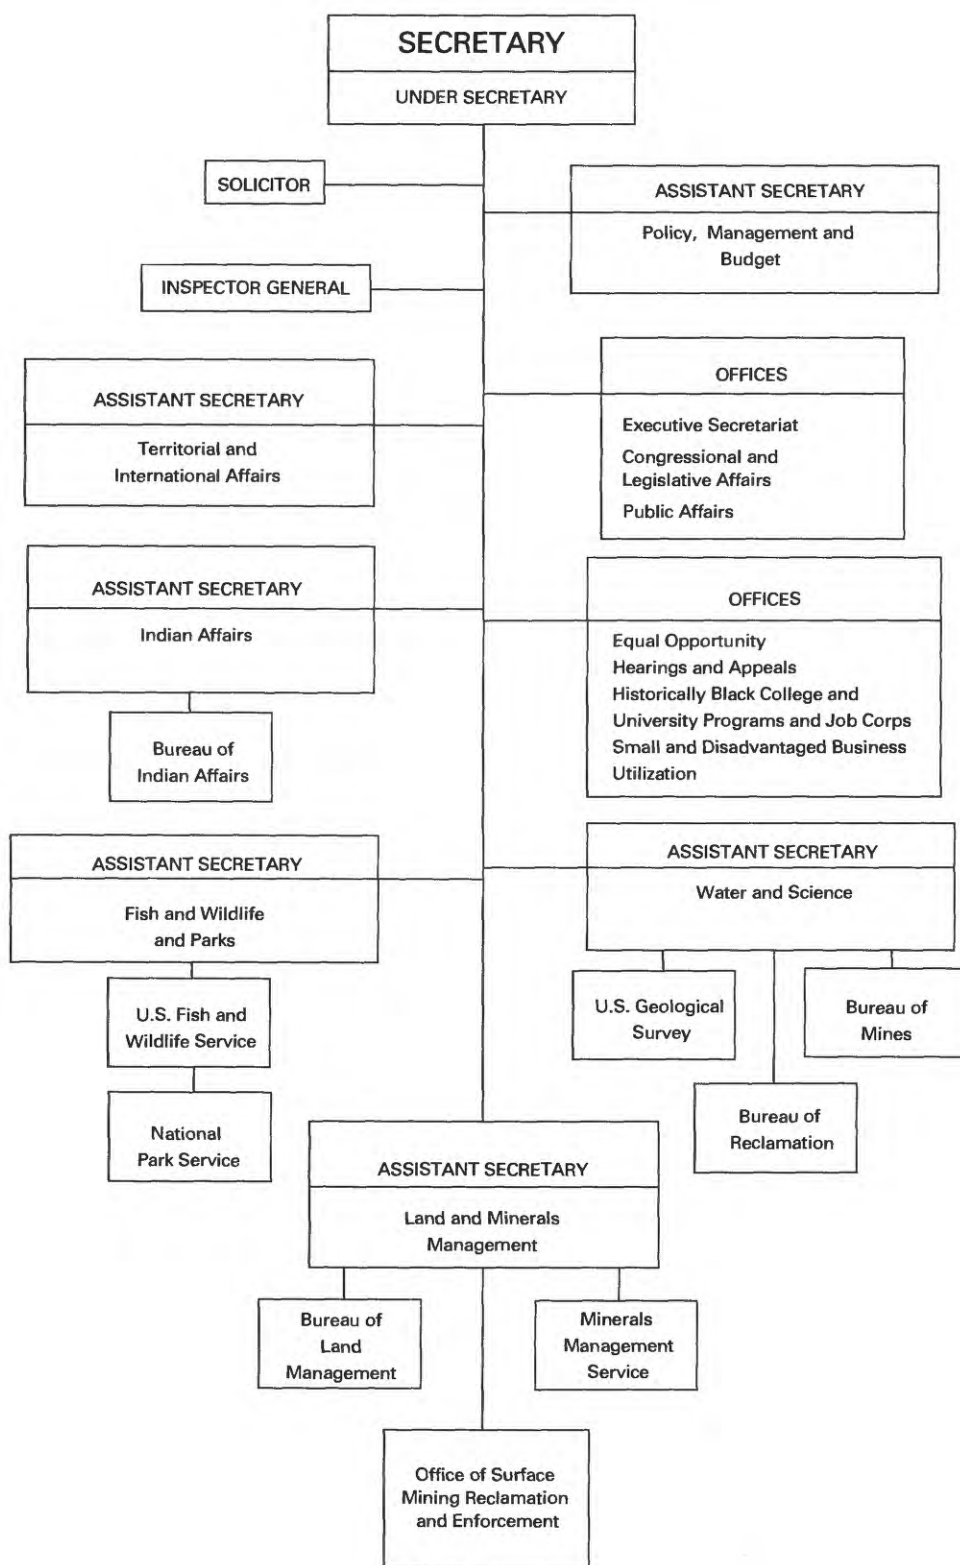 SECRETARY
UNDER SECRETARY
SOLICITOR
ASSISTANT SECRETARY
Policy, Management and
Budget
INSPECTOR GENERAL
ASSISTANT SECRETARY
Territorial and
International Affairs
OFFICES
Executive Secretariat
Congressional and
Legislative Affairs
Public Affairs
ASSISTANT SECRETARY
Indian Affairs
Bureau of
Indian Affairs
OFFICES
Equal Opportunity
Hearings and Appeals
Historically Black College and
University Programs and Job Corps
Small and Disadvantaged Business
Utilization
ASSISTANT SECRETARY
Fish and Wildlife
and Parks
U.S. Fish and
Wildlife Service
National
Park Service
ASSISTANT SECRETARY
Water and Science
U.S. Geological
Survey
Bureau of
Mines
Bureau of
Reclamation
ASSISTANT SECRETARY
Land and Minerals
Management
Bureau of
Land
Management
Minerals
Management
Service
Office of Surface
Mining Reclamation
and Enforcement